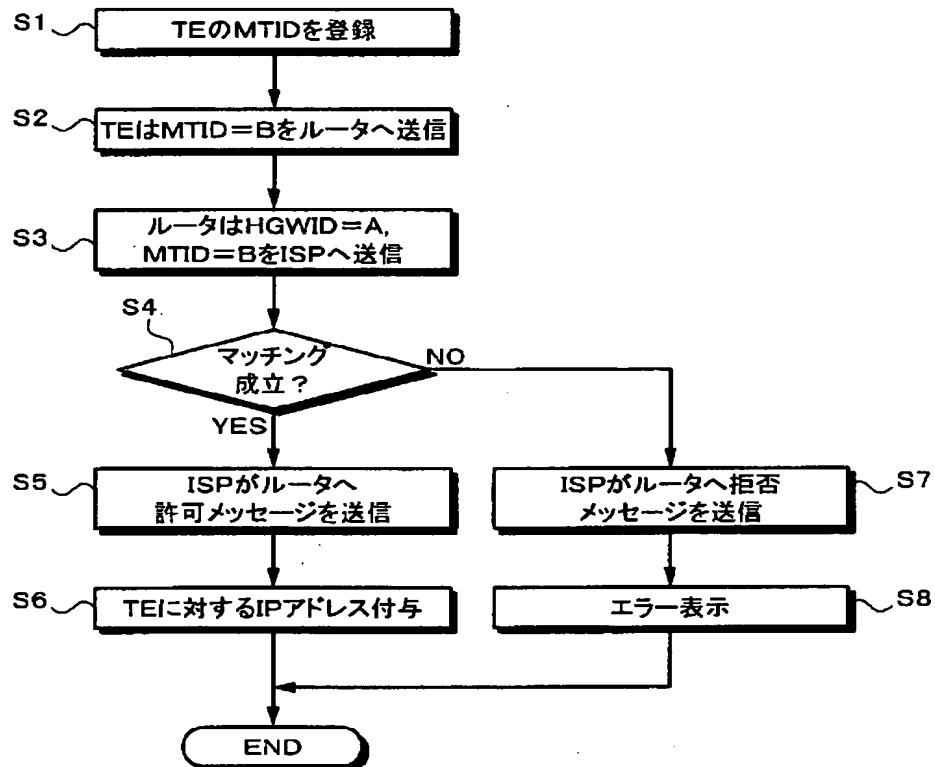 S1
TEのMTIDを登録
S2
TEはMTID=Bをルータへ送信
S3
ルータはHGWID=A,
MTID=BをISPへ送信
S4
マッチング
成立?
NO
YES
S5
ISPがルータへ
許可メッセージを送信
ISPがルータへ拒否
メッセージを送信
S7
S6
TEに対するIPアドレス付与
エラー表示
S8
END